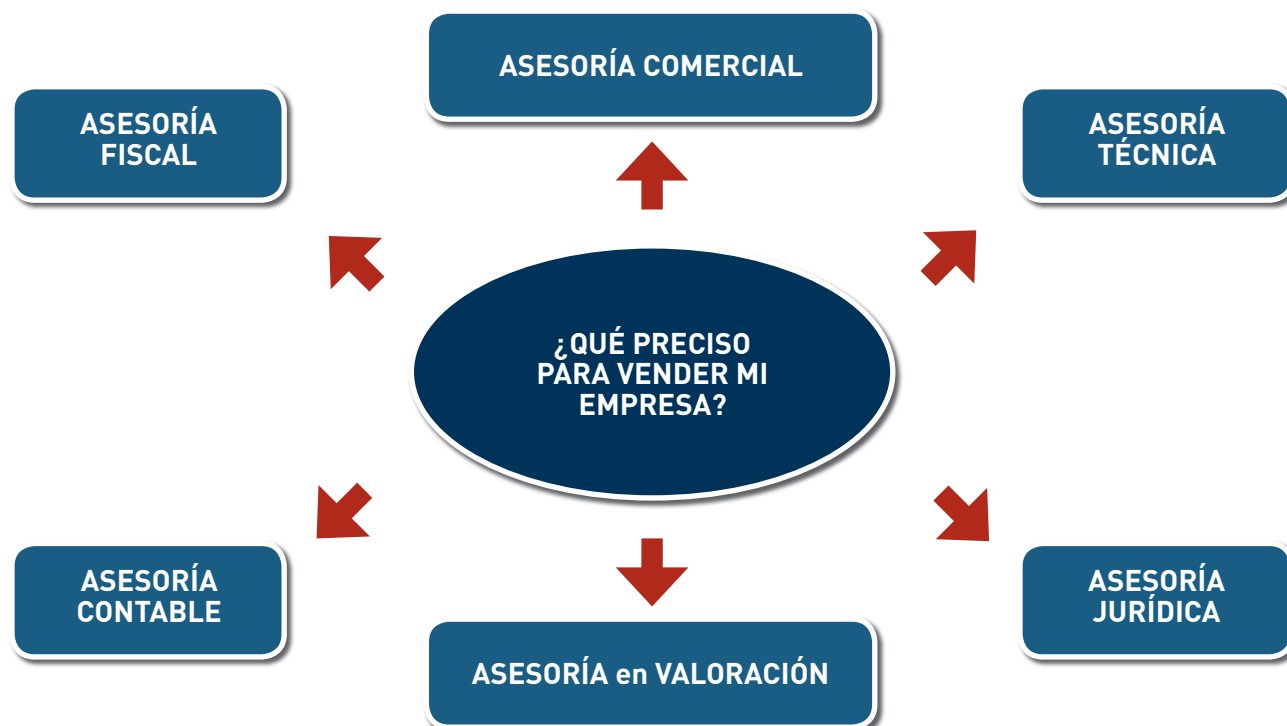 ASESORÍA COMERCIAL
ASESORÍA
FISCAL
ASESORÍA
TÉCNICA
¿QUÉ PRECISO
PARA VENDER MI
EMPRESA?
ASESORÍA
CONTABLE
ASESORÍA
JURÍDICA
ASESORÍA en VALORACIÓN